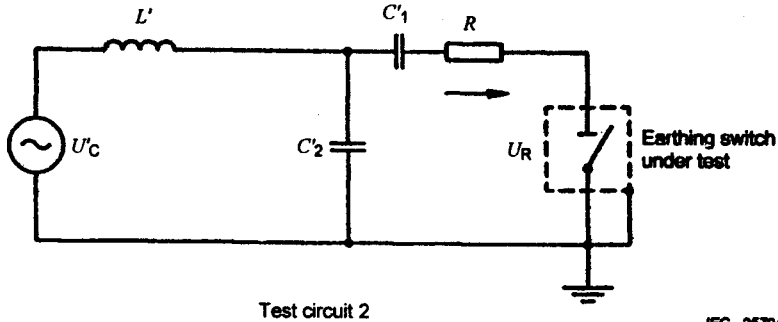 L'
C'1
R
U'C
C'2
UR
Earthing switch
under test
Test circuit 2